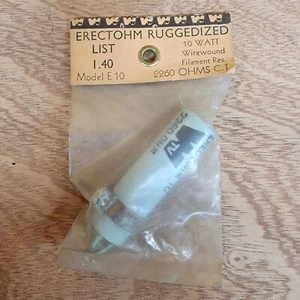 ERECTOHM RUGGEDIZED
LIST 10 WATT
1.40 Wirewound
Filament Res.
Model E 10 2260 OHMS C.T.